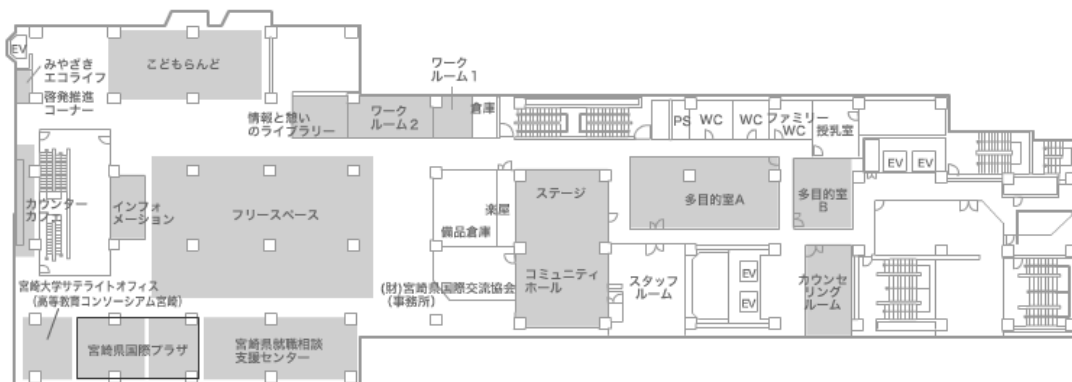 EV
みやざき
エコライフ
啓発推進
コーナー
こどもらんど
情報と憩い
のライブラリー
ワーク
ルーム2
ワーク
ルーム1
倉庫
PS
WC
WC
ファミリー
WC
授乳室
EV
EV
カウンター
カフェ
インフォ
メーション
フリースペース
備品倉庫
楽屋
ステージ
コミュニティ
ホール
多目的室A
多目的室
B
スタッフ
ルーム
EV
EV
カウンセ
リング
ルーム
宮崎大学サテライトオフィス
(高等教育コンソーシアム宮崎)
(財)宮崎県国際交流協会
(事務所)
宮崎県国際プラザ
宮崎県就職相談
支援センター